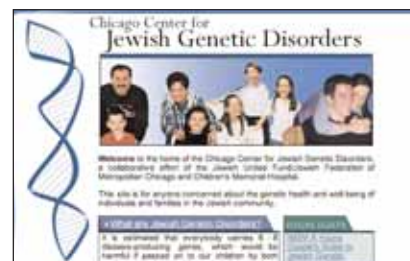 Chicago Center for
Jewish Genetic Disorders
Welcome to the home of the Chicago Center for Jewish Genetic Disorders,
a collaborative effort of the Jewish United Fund/Jewish Federation of
Metropolitan Chicago and Children's Memorial Hospital.
This site is for anyone concerned about the genetic health and well-being of
individuals and families in the Jewish community.
What are Jewish Genetic Disorders?
It is estimated that everybody carries
disease-producing genes, which would be
harmful if passed on to our children by both